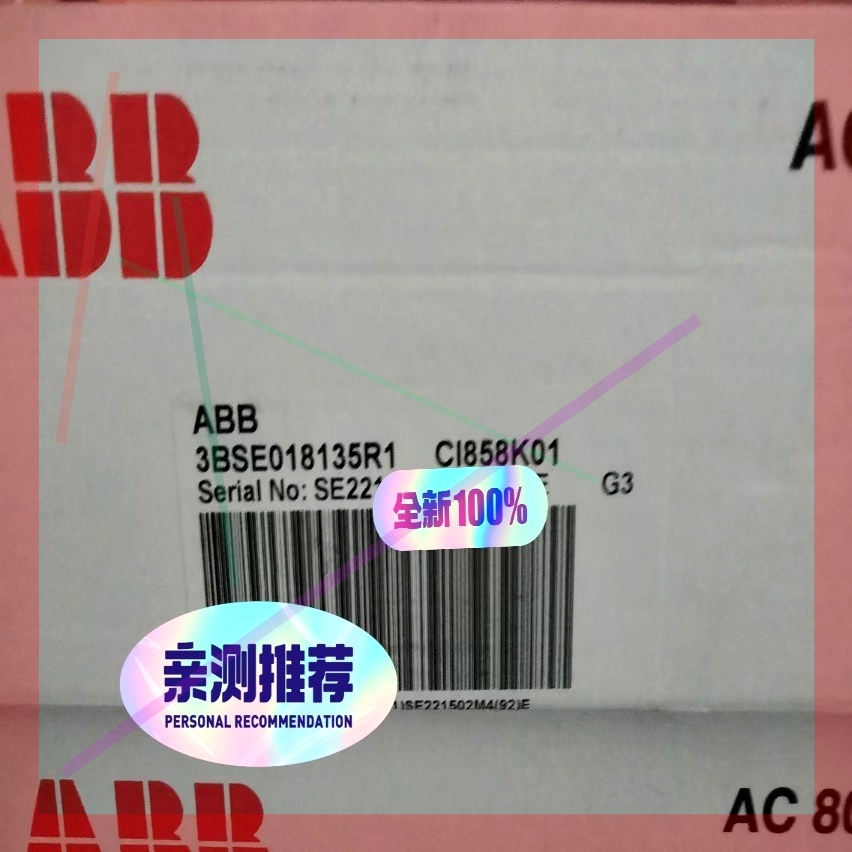 ABB
AC
ABB
3BSE018135R1 CI858K01
Serial No: SE221
E G3
全新100%
亲测推荐
PERSONAL RECOMMENDATION
)SE221502M4(92)E
ABB
AC 80